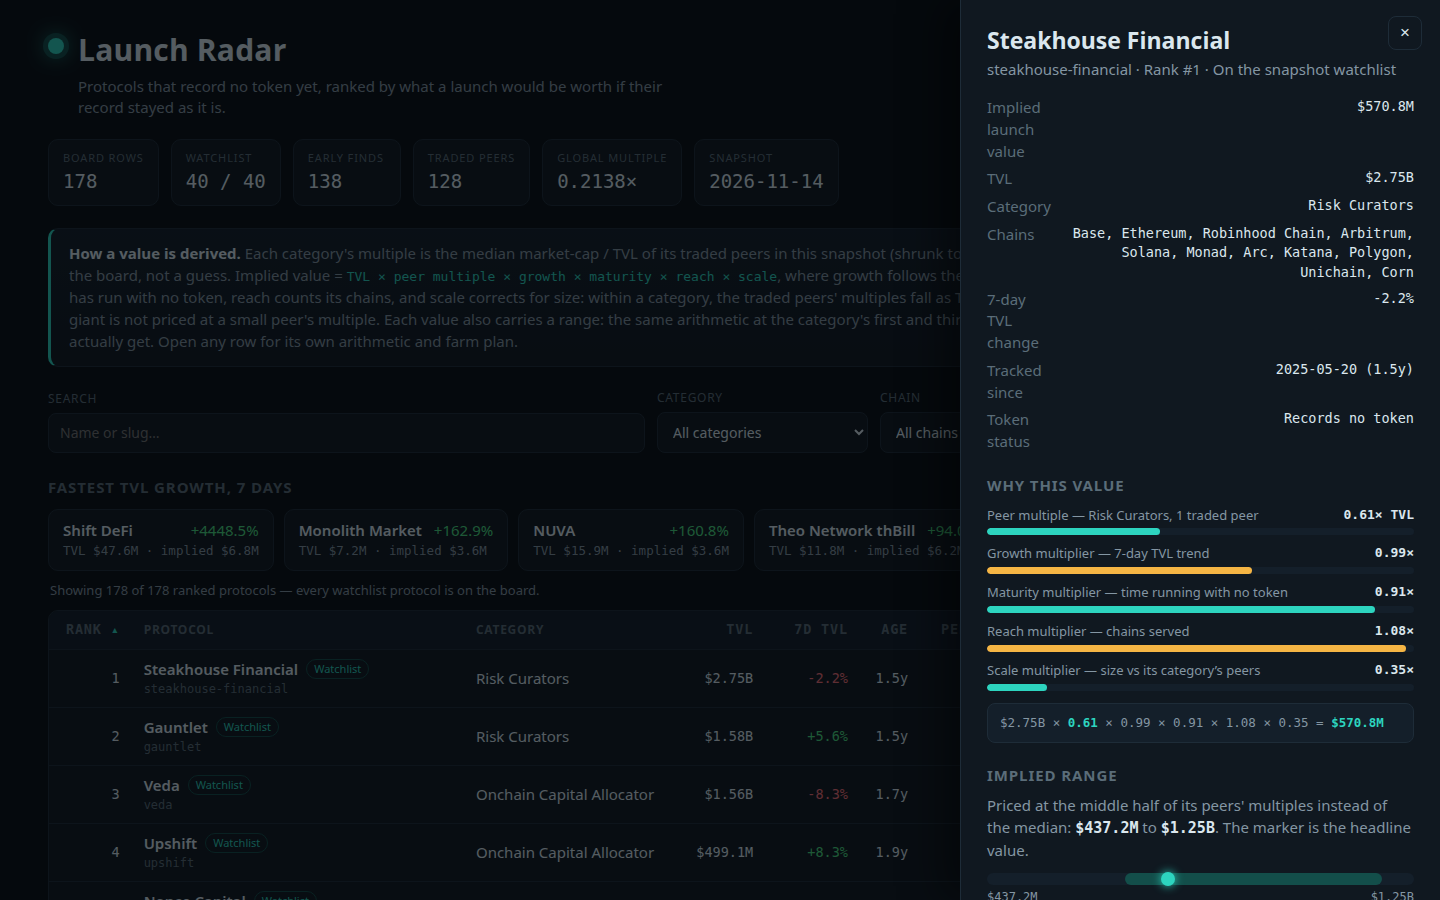 Launch Radar
Protocols that record no token yet, ranked by what a launch would be worth if their
record stayed as it is.
BOARD ROWS
178
WATCHLIST
40 / 40
EARLY FINDS
138
TRADED PEERS
128
GLOBAL MULTIPLE
0.2138×
SNAPSHOT
2026-11-14
How a value is derived. Each category's multiple is the median market-cap / TVL of its traded peers in this snapshot (shrunk to
the board, not a guess. Implied value = TVL × peer multiple × growth × maturity × reach × scale, where growth follows the
has run with no token, reach counts its chains, and scale corrects for size: within a category, the traded peers' multiples fall as
giant is not priced at a small peer's multiple. Each value also carries a range: the same arithmetic at the category's first and
actually get. Open any row for its own arithmetic and farm plan.
SEARCH
CATEGORY
CHAIN
Name or slug...
All categories
All chains
FASTEST TVL GROWTH, 7 DAYS
Shift DeFi +4448.5%
TVL $47.6M · implied $6.8M
Monolith Market +162.9%
TVL $7.2M · implied $3.6M
NUVA +160.8%
TVL $15.9M · implied $3.6M
Theo Network thBill
TVL $11.8M · implied
Showing 178 of 178 ranked protocols — every watchlist protocol is on the board.
RANK ▲ PROTOCOL CATEGORY TVL 7D TVL AGE
1 Steakhouse Financial Watchlist Risk Curators $2.75B -2.2% 1.5y
steakhouse-financial
2 Gauntlet Watchlist Risk Curators $1.58B +5.6% 1.5y
gauntlet
3 Veda Watchlist Onchain Capital Allocator $1.56B -8.3% 1.7y
veda
4 Upshift Watchlist Onchain Capital Allocator $499.1M +8.3% 1.9y
upshift
Steakhouse Financial
×
steakhouse-financial · Rank #1 · On the snapshot watchlist
Implied
launch
value
$570.8M
TVL $2.75B
Category Risk Curators
Chains Base, Ethereum, Robinhood Chain, Arbitrum,
Solana, Monad, Arc, Katana, Polygon,
Unichain, Corn
7-day
TVL
change
-2.2%
Tracked
since
2025-05-20 (1.5y)
Token
status
Records no token
WHY THIS VALUE
Peer multiple — Risk Curators, 1 traded peer 0.61× TVL
Growth multiplier — 7-day TVL trend 0.99×
Maturity multiplier — time running with no token 0.91×
Reach multiplier — chains served 1.08×
Scale multiplier — size vs its category's peers 0.35×
$2.75B × 0.61 × 0.99 × 0.91 × 1.08 × 0.35 = $570.8M
IMPLIED RANGE
Priced at the middle half of its peers' multiples instead of
the median: $437.2M to $1.25B. The marker is the headline
value.
$437.2M $1.25B